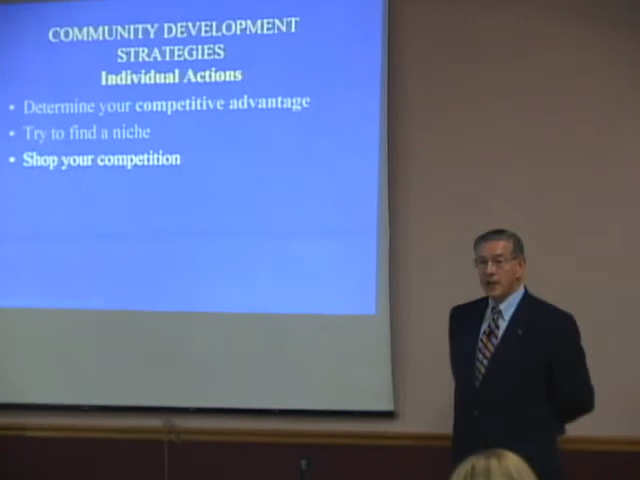 COMMUNITY DEVELOPMENT
STRATEGIES
Individual Actions
• Determine your competitive advantage
• Try to find a niche
• Shop your competition